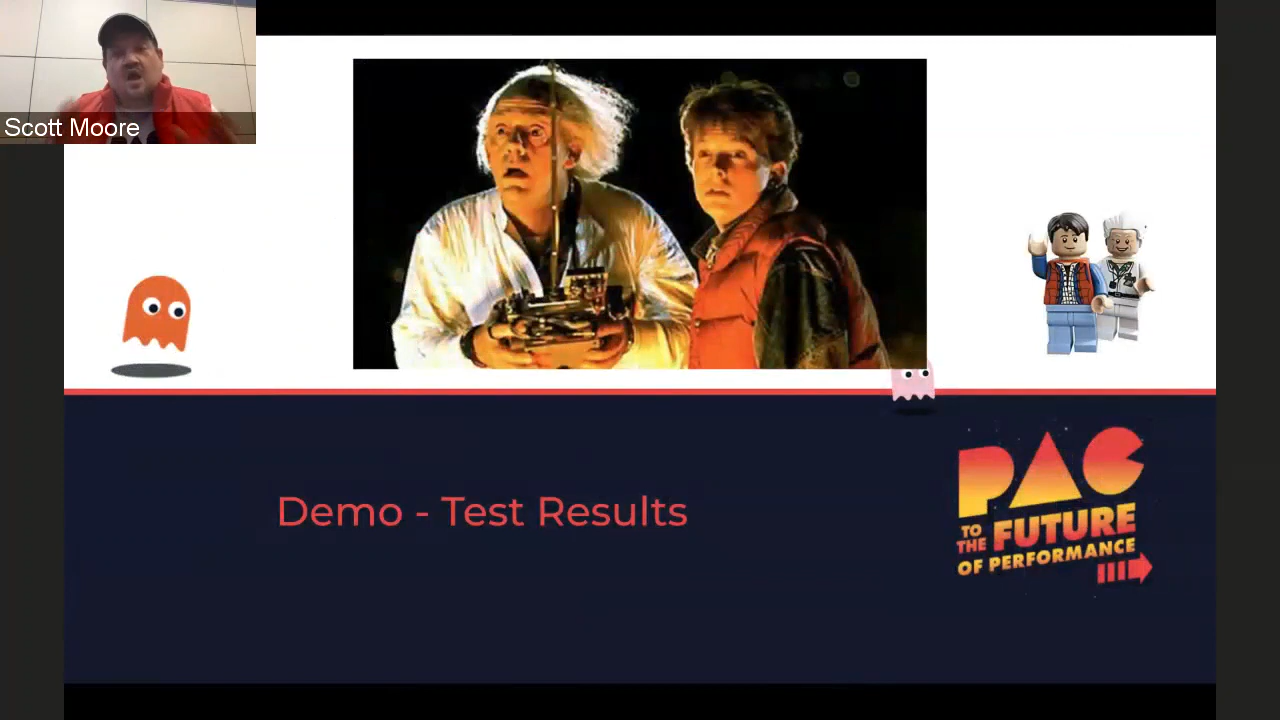 Scott Moore
Demo - Test Results
PAC
TO
THE FUTURE
OF PERFORMANCE